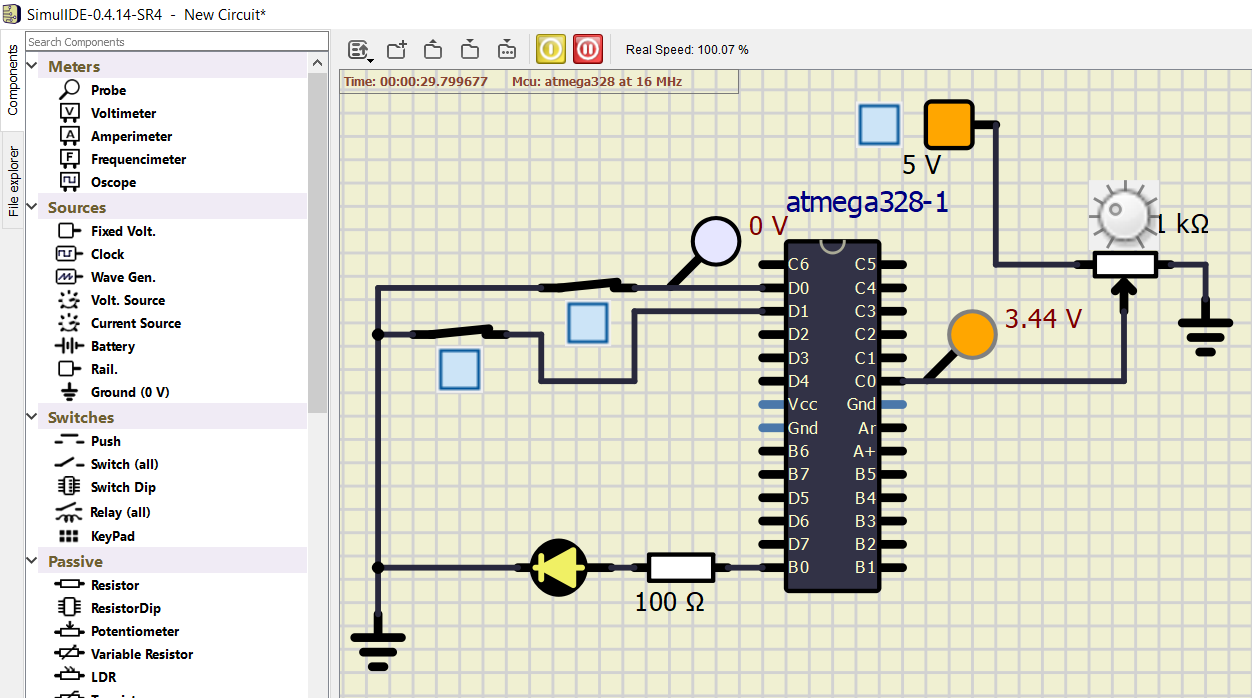 SimulIDE-0.4.14-SR4 - New Circuit*
Components
File explorer
Search Components
Meters
Probe
Voltimeter
Amperimeter
Frequencimeter
Oscope
Sources
Fixed Volt.
Clock
Wave Gen.
Volt. Source
Current Source
Battery
Rail.
Ground (0 V)
Switches
Push
Switch (all)
Switch Dip
Relay (all)
KeyPad
Passive
Resistor
ResistorDip
Potentiometer
Variable Resistor
LDR
Real Speed: 100.07 %
Time: 00:00:29.799677 Mcu: atmega328 at 16 MHz
5 V
atmega328-1
0 V
1 kΩ
3.44 V
C6 C5
D0 C4
D1 C3
D2 C2
D3 C1
D4 C0
Vcc Gnd
Gnd Ar
B6 A+
B7 B5
D5 B4
D6 B3
D7 B2
B0 B1
100 Ω